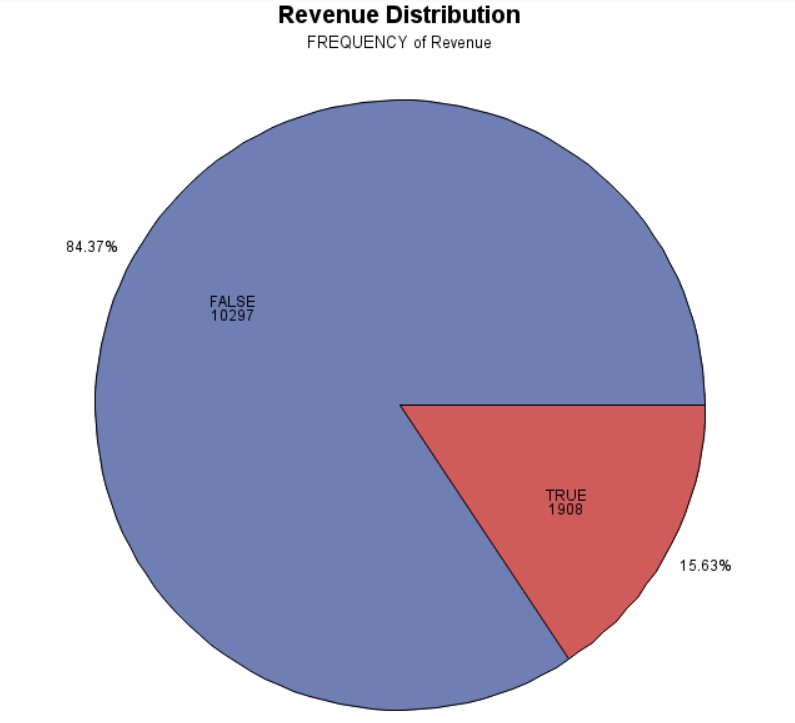 Revenue Distribution
FREQUENCY of Revenue
84.37%
FALSE
10297
TRUE
1908
15.63%